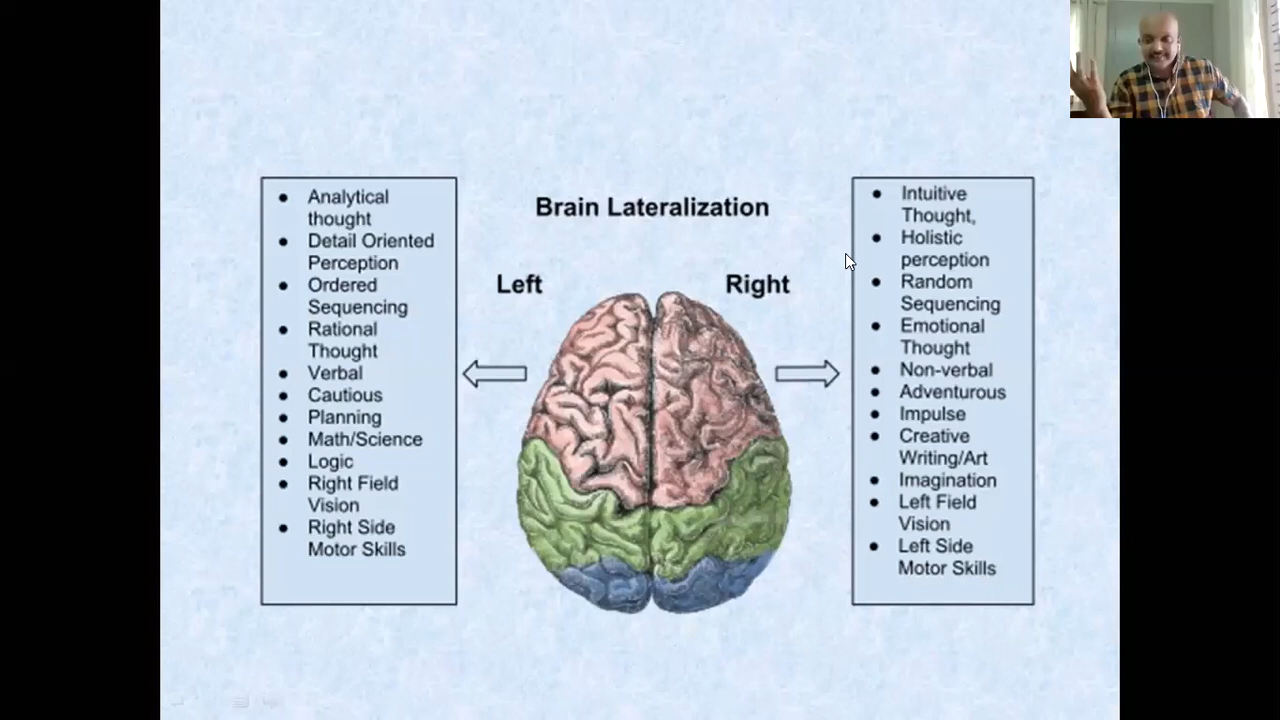 Brain Lateralization
Left
Right
Analytical
thought
Detail Oriented
Perception
Ordered
Sequencing
Rational
Thought
Verbal
Cautious
Planning
Math/Science
Logic
Right Field
Vision
Right Side
Motor Skills
Intuitive
Thought,
Holistic
perception
Random
Sequencing
Emotional
Thought
Non-verbal
Adventurous
Impulse
Creative
Writing/Art
Imagination
Left Field
Vision
Left Side
Motor Skills